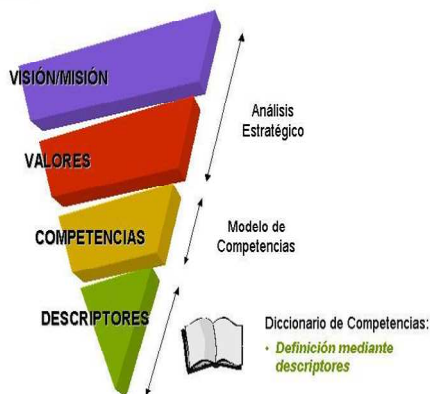 VISIÓN/MISIÓN
Análisis
Estratégico
VALORES
COMPETENCIAS
Modelo de
Competencias
DESCRIPTORES
Diccionario de Competencias:
• Definición mediante
descriptores